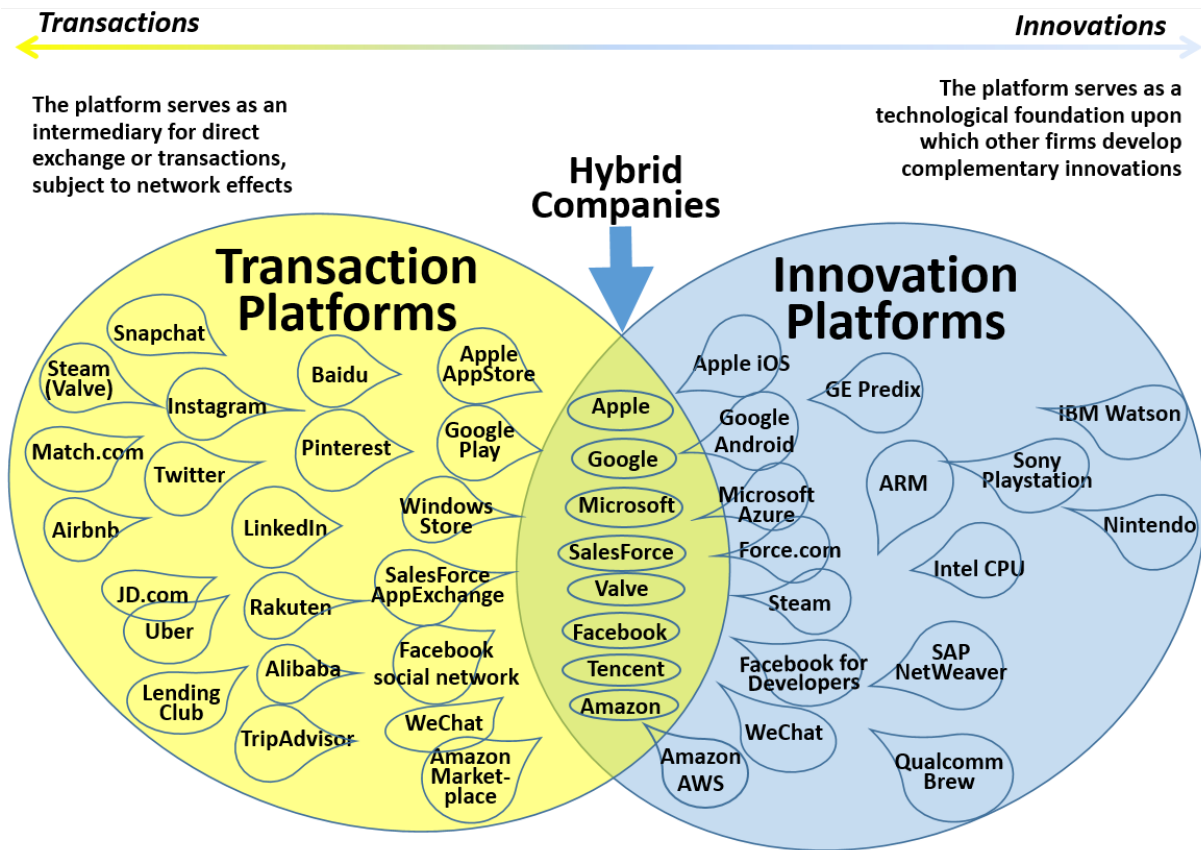 Transactions
Innovations
The platform serves as an
intermediary for direct
exchange or transactions,
subject to network effects
The platform serves as a
technological foundation upon
which other firms develop
complementary innovations
Hybrid
Companies
Transaction
Platforms
Innovation
Platforms
Snapchat
Steam
(Valve)
Instagram
Baidu
Apple
AppStore
Match.com
Twitter
Pinterest
Google
Play
Airbnb
LinkedIn
Windows
Store
JD.com
Uber
Rakuten
SalesForce
AppExchange
Lending
Club
Alibaba
Facebook
social network
TripAdvisor
WeChat
Amazon
Market-
place
Apple
Google
Microsoft
SalesForce
Valve
Facebook
Tencent
Amazon
Apple iOS
GE Predix
IBM Watson
Google
Android
ARM
Sony
Playstation
Microsoft
Azure
Nintendo
Force.com
Intel CPU
Steam
Facebook for
Developers
SAP
NetWeaver
WeChat
Amazon
AWS
Qualcomm
Brew